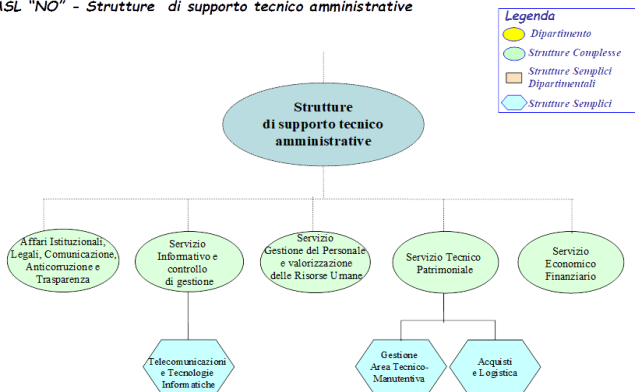 ASL “NO” - Strutture di supporto tecnico amministrative
Legenda
Dipartimento
Strutture Complesse
Strutture Semplici
Dipartimentali
Strutture Semplici
Strutture
di supporto tecnico
amministrative
Affari Istituzionali,
Legali, Comunicazione,
Anticorruzione e
Trasparenza
Servizio
Informativo e
controllo
di gestione
Servizio
Gestione del Personale
e valorizzazione
delle Risorse Umane
Servizio Tecnico
Patrimoniale
Servizio
Economico
Finanziario
Telecomunicazioni
e Tecnologie
Informatiche
Gestione
Area Tecnico-
Manutentiva
Acquisti
e Logistica